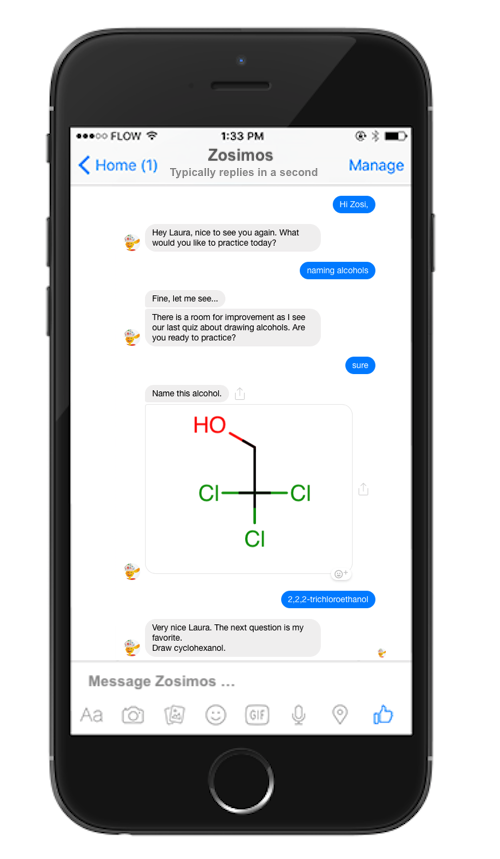 ●●●○○ FLOW 1:33 PM
Home (1) Zosimos Manage
Typically replies in a second
Hi Zosi,
Hey Laura, nice to see you again. What
would you like to practice today?
naming alcohols
Fine, let me see...
There is a room for improvement as I see
our last quiz about drawing alcohols. Are
you ready to practice?
sure
Name this alcohol.
HO
Cl Cl
Cl
2,2,2-trichloroethanol
Very nice Laura. The next question is my
favorite.
Draw cyclohexanol.
Message Zosimos ...
Aa GIF